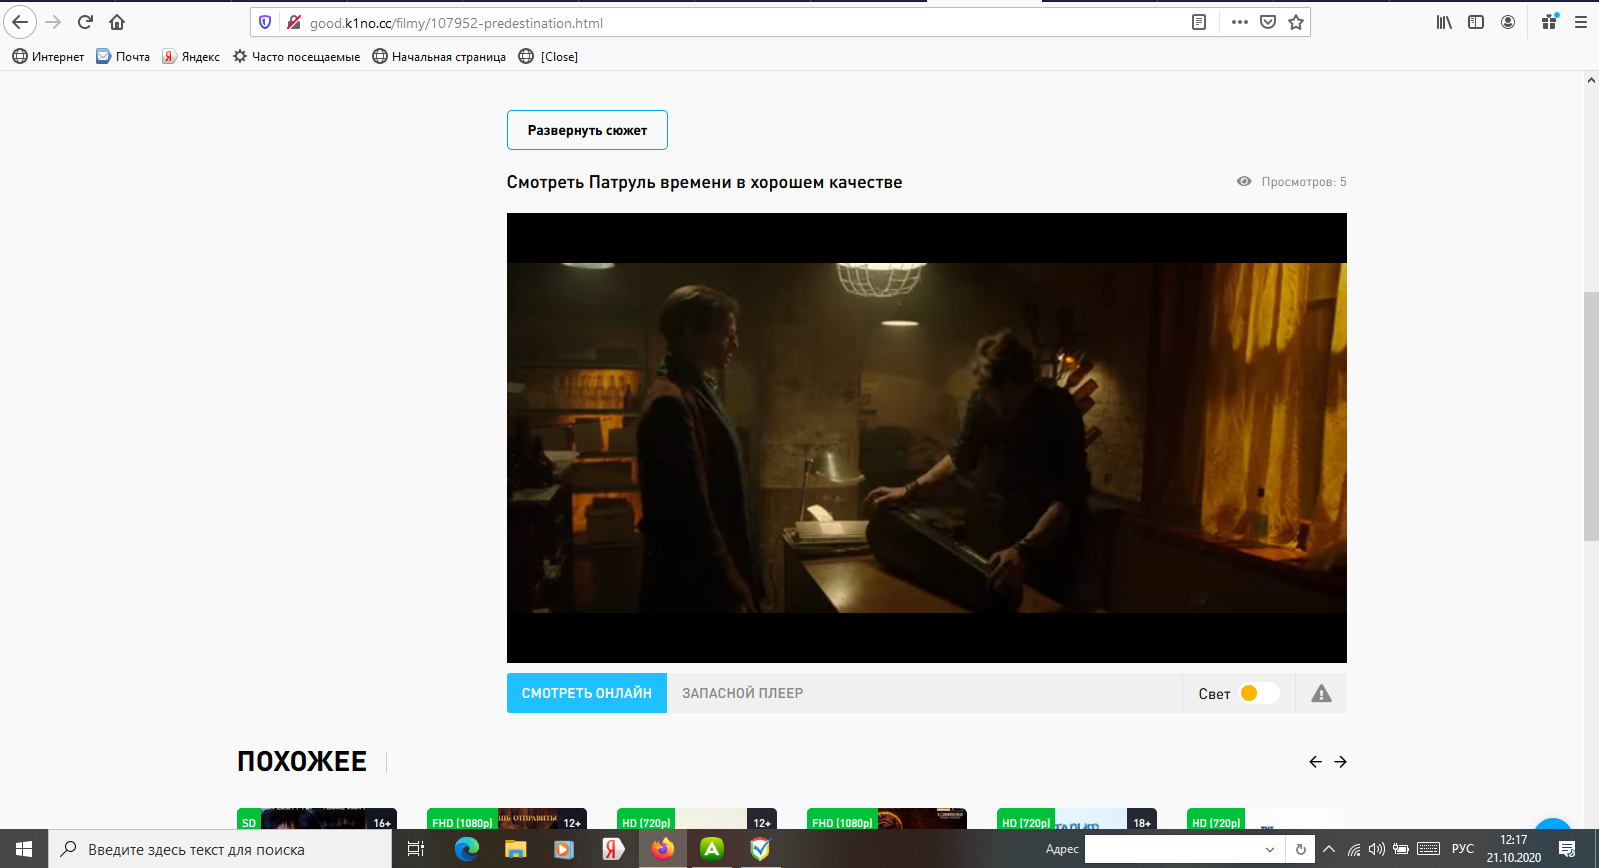 good.k1no.cc/filmy/107952-predestination.html
Интернет Почта Яндекс Часто посещаемые Начальная страница [Close]
Развернуть сюжет
Смотреть Патруль времени в хорошем качестве
Просмотров: 5
СМОТРЕТЬ ОНЛАЙН ЗАПАСНОЙ ПЛЕЕР Свет
ПОХОЖЕЕ
SD 16+ FHD (1080p) 12+ HD (720p) 12+ FHD (1080p) HD (720p) 18+ HD (720p)
Введите здесь текст для поиска
Адрес
РУС
12:17
21.10.2020